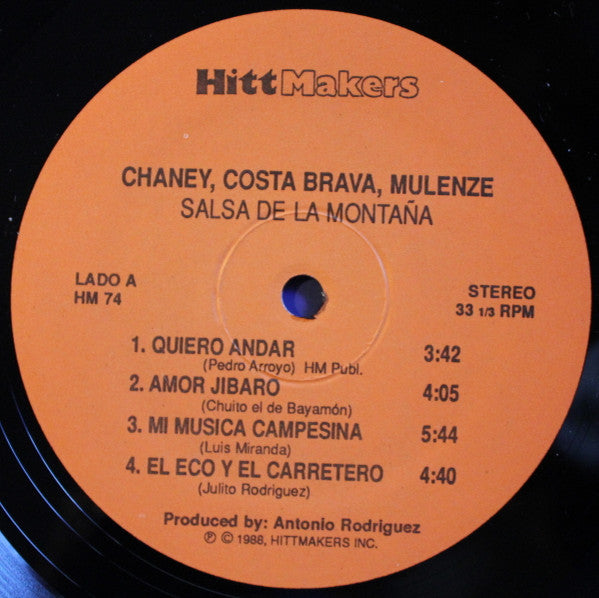 HittMakers
CHANEY, COSTA BRAVA, MULENZE
SALSA DE LA MONTAÑA
LADO A
HM 74
STEREO
33 1/3 RPM
1. QUIERO ANDAR 3:42
(Pedro Arroyo) HM Publ.
2. AMOR JIBARO 4:05
(Chuito el de Bayamón)
3. MI MUSICA CAMPESINA 5:44
(Luis Miranda)
4. EL ECO Y EL CARRETERO 4:40
(Julito Rodriguez)
Produced by: Antonio Rodriguez
℗ © 1988, HITTMAKERS INC.